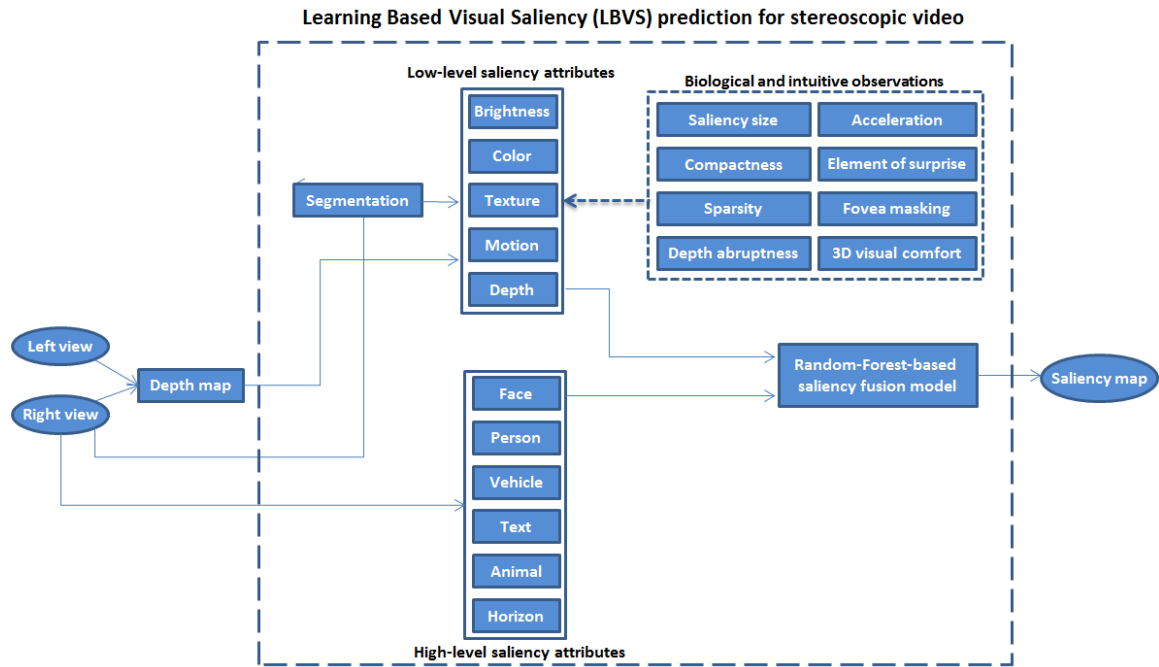 Learning Based Visual Saliency (LBVS) prediction for stereoscopic video
Low-level saliency attributes
Brightness
Color
Texture
Motion
Depth
Biological and intuitive observations
Saliency size
Acceleration
Compactness
Element of surprise
Sparsity
Fovea masking
Depth abruptness
3D visual comfort
Segmentation
Left view
Right view
Depth map
Random-Forest-based
saliency fusion model
Saliency map
Face
Person
Vehicle
Text
Animal
Horizon
High-level saliency attributes